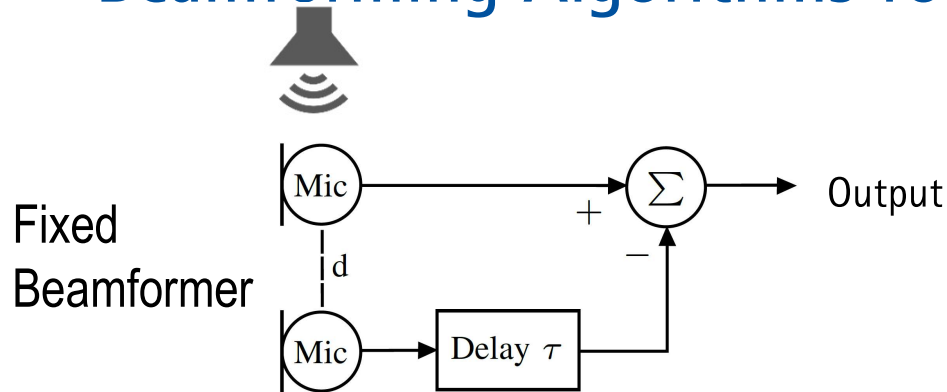 Mic
+
Σ
Output
Fixed
Beamformer
d
−
Mic
Delay τ